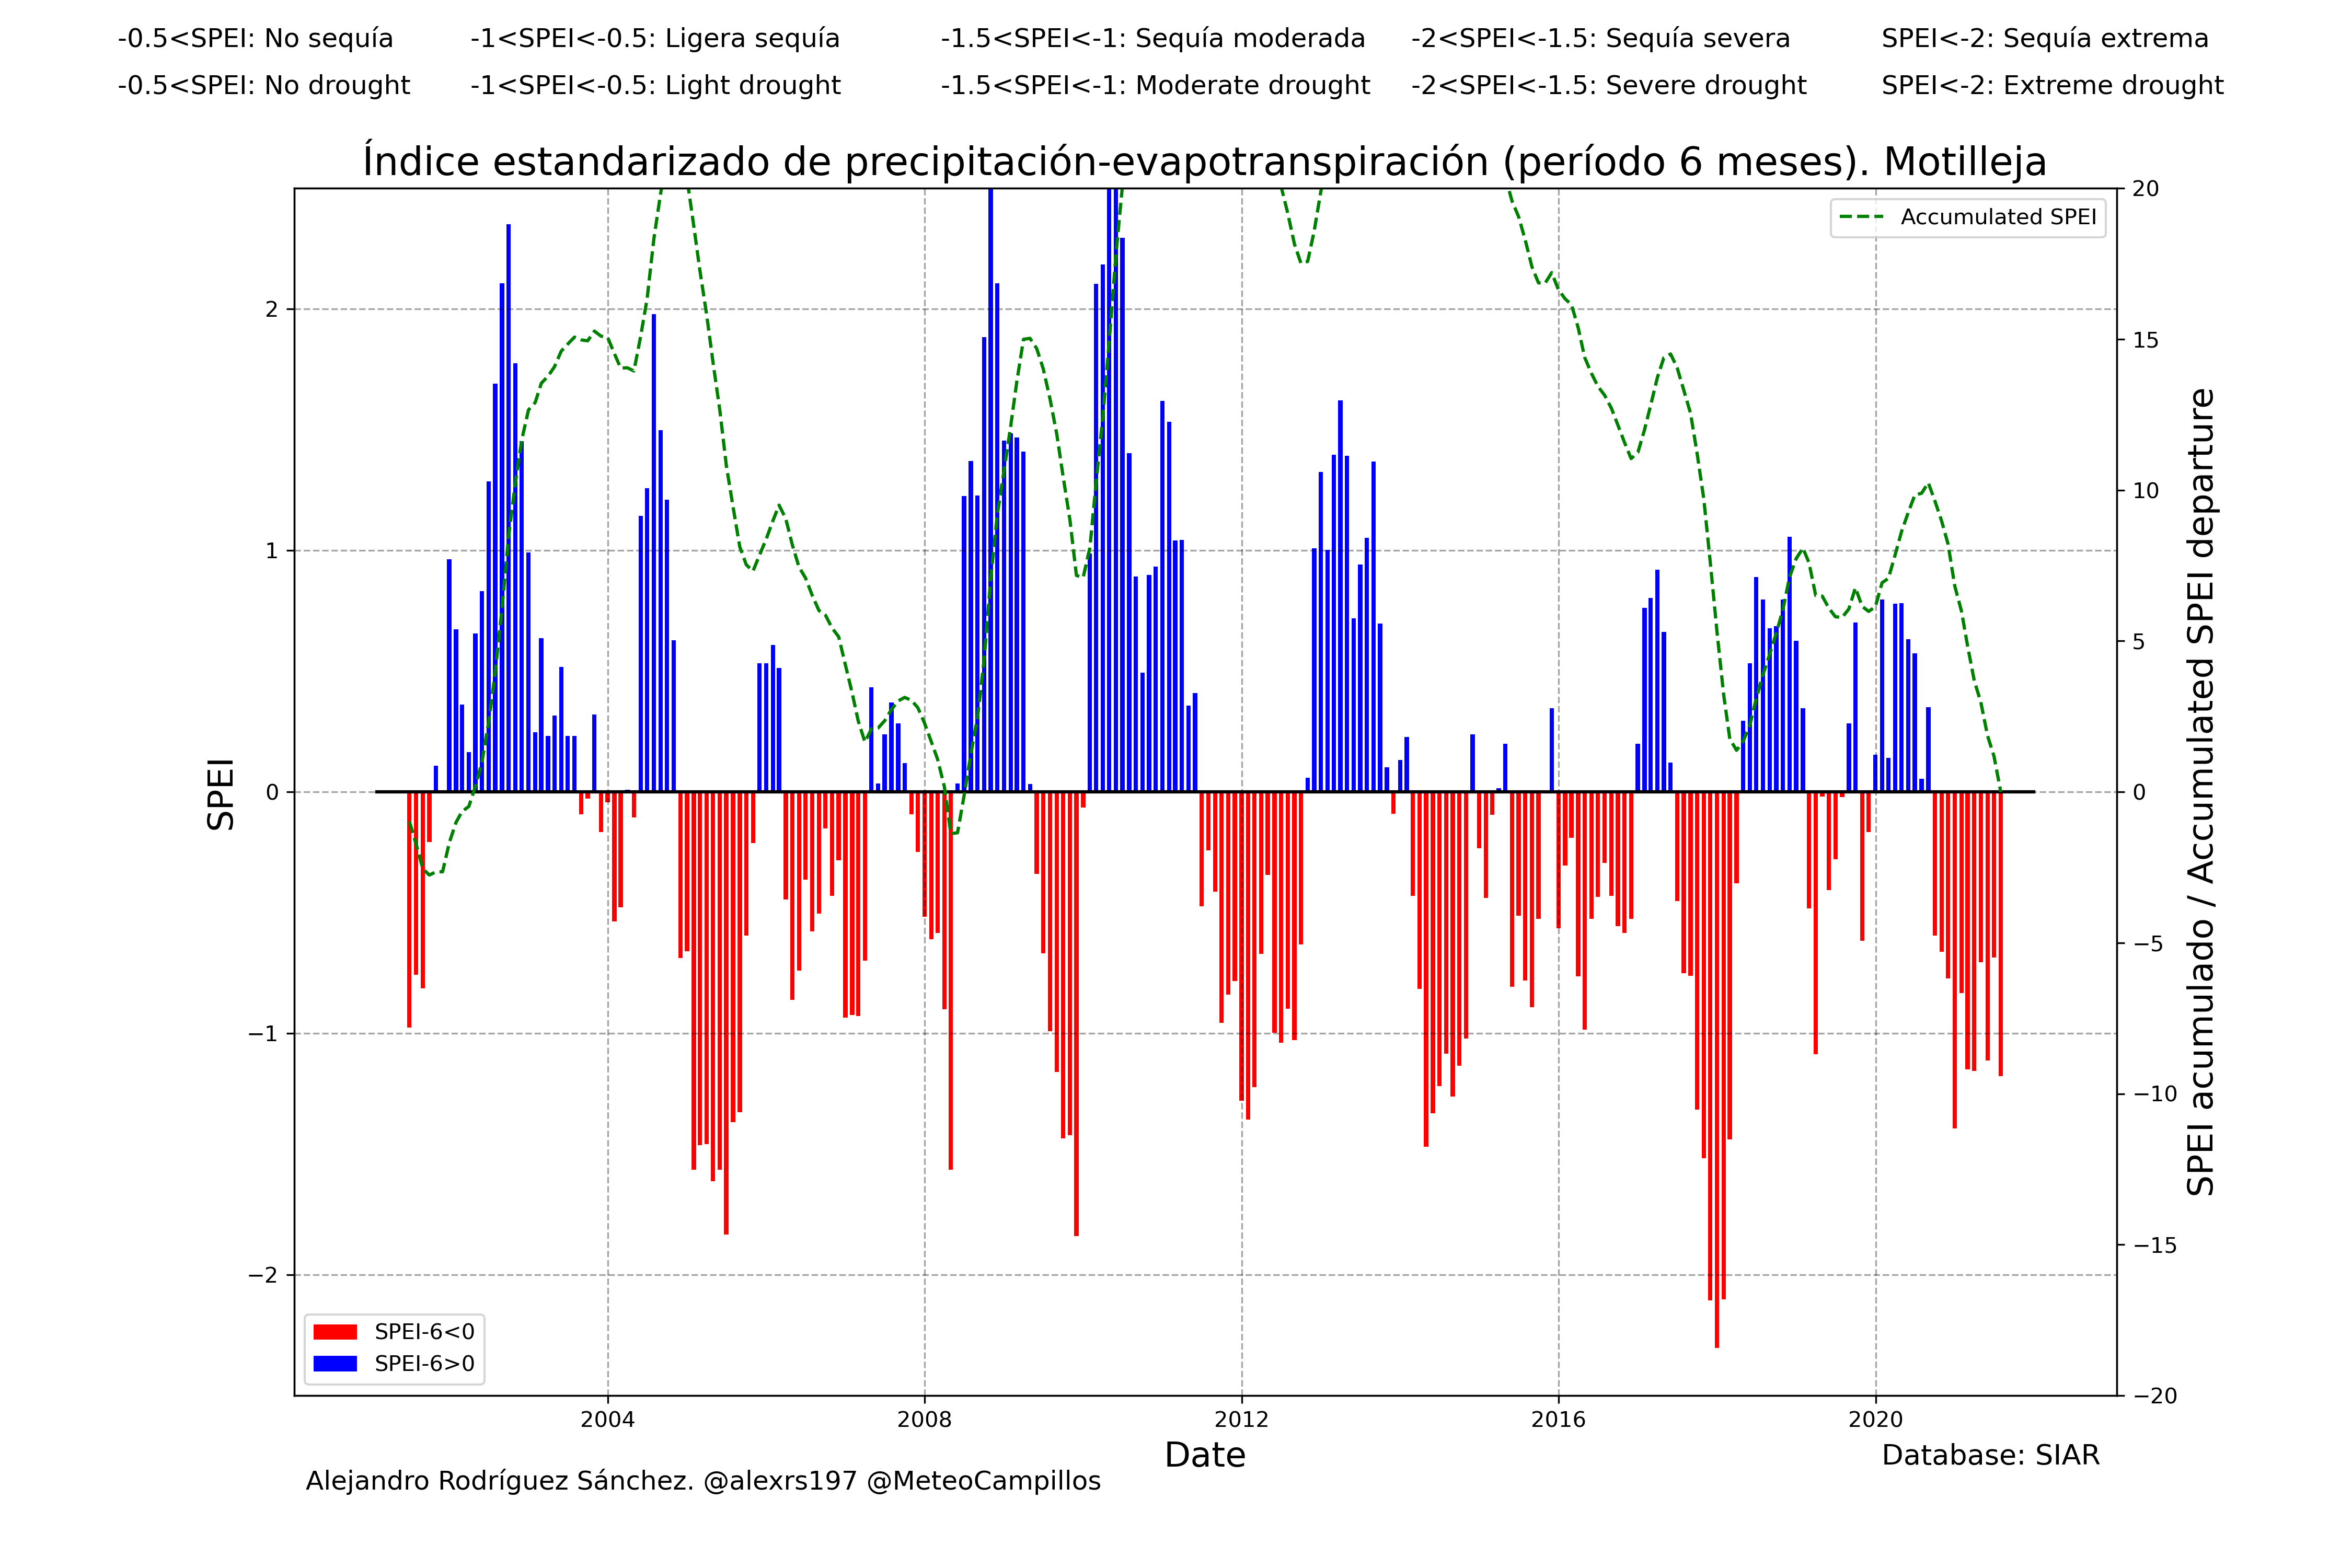 -0.5<SPEI: No sequía -1<SPEI<-0.5: Ligera sequía -1.5<SPEI<-1: Sequía moderada -2<SPEI<-1.5: Sequía severa SPEI<-2: Sequía extrema
-0.5<SPEI: No drought -1<SPEI<-0.5: Light drought -1.5<SPEI<-1: Moderate drought -2<SPEI<-1.5: Severe drought SPEI<-2: Extreme drought
Índice estandarizado de precipitación-evapotranspiración (período 6 meses). Motilleja
Accumulated SPEI
SPEI
2
1
0
−1
−2
20
15
10
5
0
−5
−10
−15
−20
SPEI acumulado / Accumulated SPEI departure
SPEI-6<0
SPEI-6>0
2004 2008 2012 2016 2020
Date
Database: SIAR
Alejandro Rodríguez Sánchez. @alexrs197 @MeteoCampillos